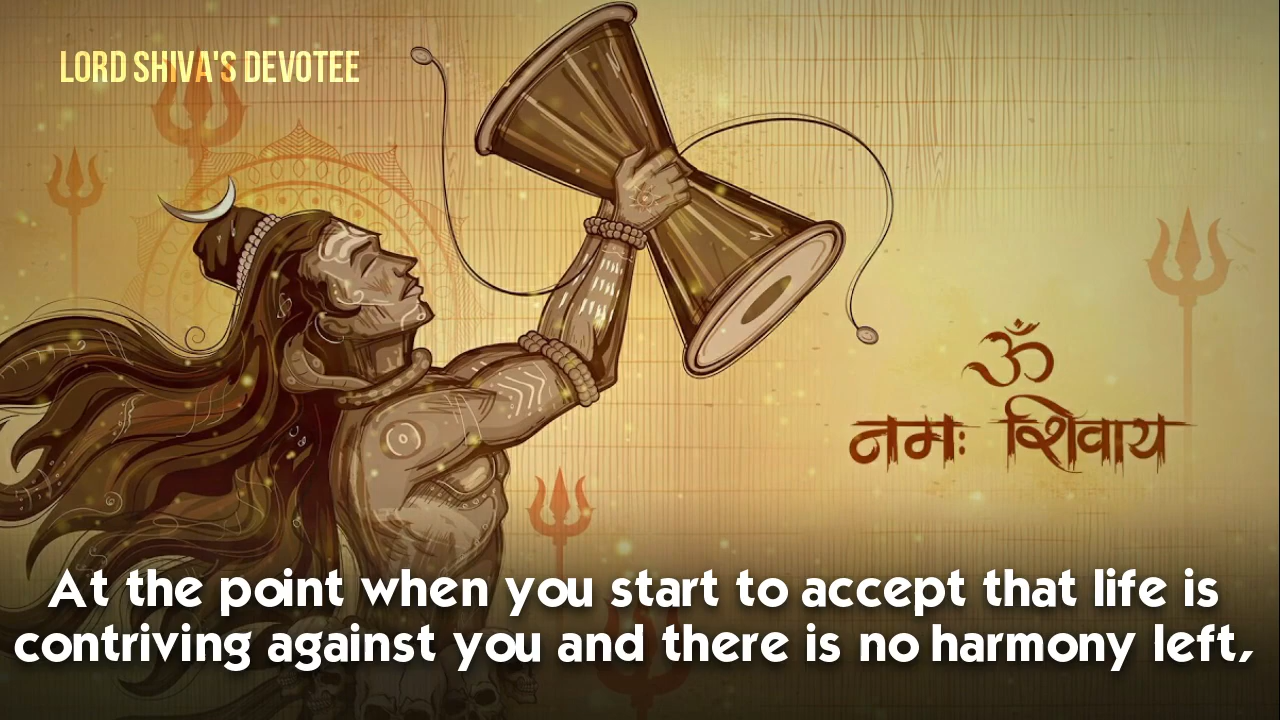 LORD SHIVA'S DEVOTEE
ॐ
नमः शिवाय
At the point when you start to accept that life is
contriving against you and there is no harmony left,